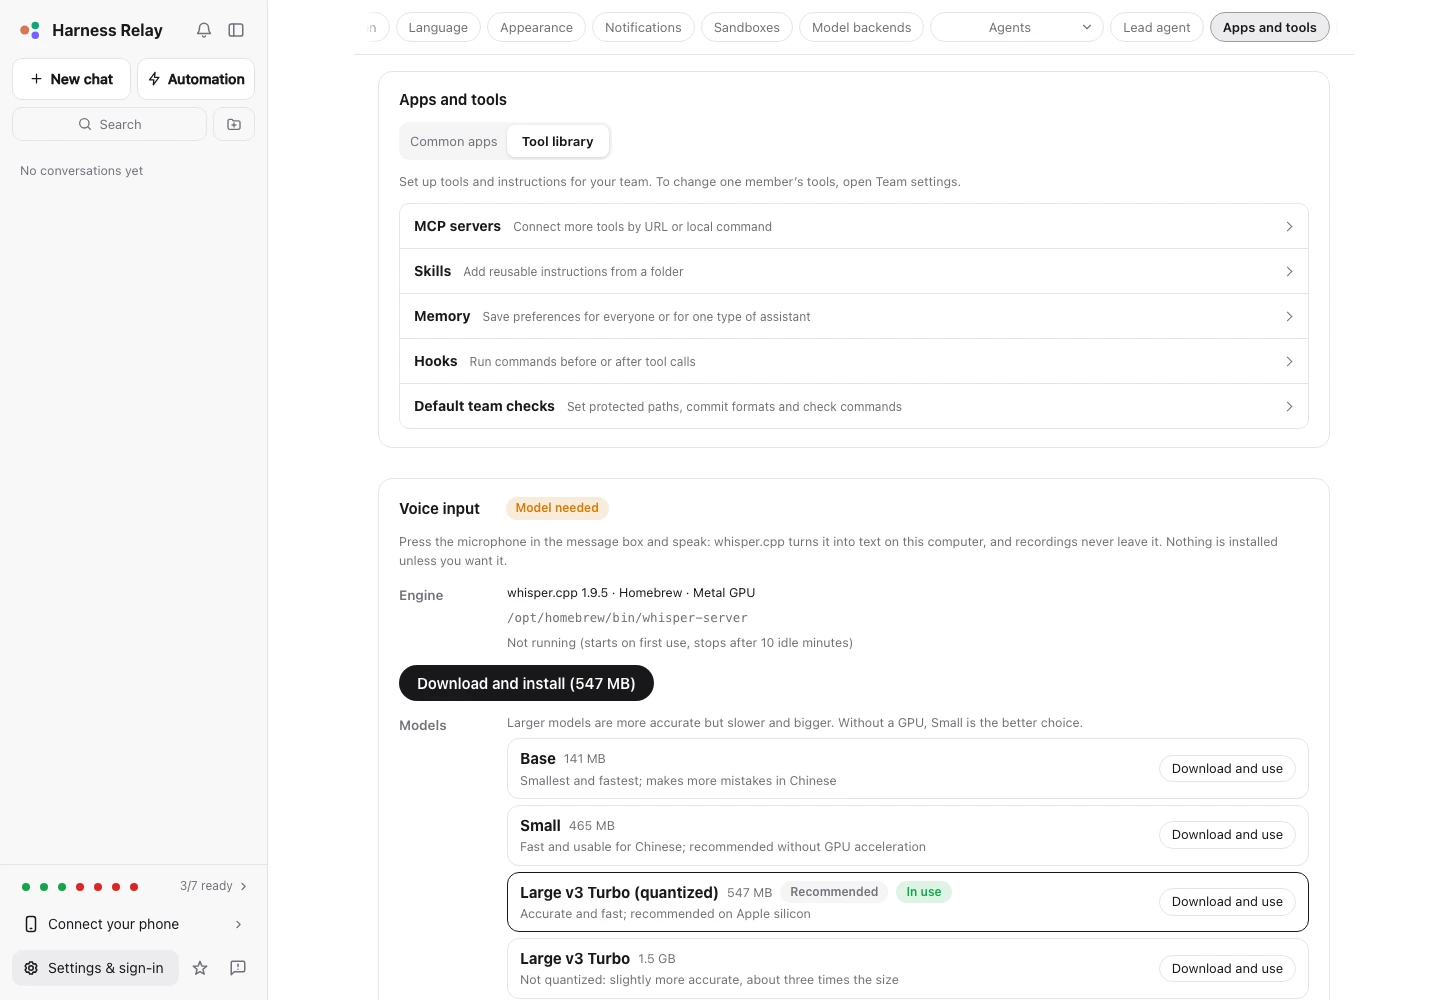 Harness Relay
New chat
Automation
Search
No conversations yet
3/7 ready
Connect your phone
Settings & sign-in
Language
Appearance
Notifications
Sandboxes
Model backends
Agents
Lead agent
Apps and tools
Apps and tools
Common apps
Tool library
Set up tools and instructions for your team. To change one member's tools, open Team settings.
MCP servers Connect more tools by URL or local command
Skills Add reusable instructions from a folder
Memory Save preferences for everyone or for one type of assistant
Hooks Run commands before or after tool calls
Default team checks Set protected paths, commit formats and check commands
Voice input Model needed
Press the microphone in the message box and speak: whisper.cpp turns it into text on this computer, and recordings never leave it. Nothing is installed
unless you want it.
Engine whisper.cpp 1.9.5 · Homebrew · Metal GPU
/opt/homebrew/bin/whisper-server
Not running (starts on first use, stops after 10 idle minutes)
Download and install (547 MB)
Models Larger models are more accurate but slower and bigger. Without a GPU, Small is the better choice.
Base 141 MB
Smallest and fastest; makes more mistakes in Chinese
Download and use
Small 465 MB
Fast and usable for Chinese; recommended without GPU acceleration
Download and use
Large v3 Turbo (quantized) 547 MB Recommended In use
Accurate and fast; recommended on Apple silicon
Download and use
Large v3 Turbo 1.5 GB
Not quantized: slightly more accurate, about three times the size
Download and use